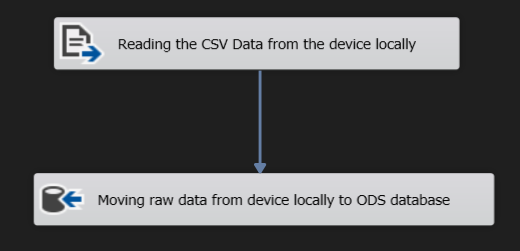 Reading the CSV Data from the device locally
Moving raw data from device locally to ODS database